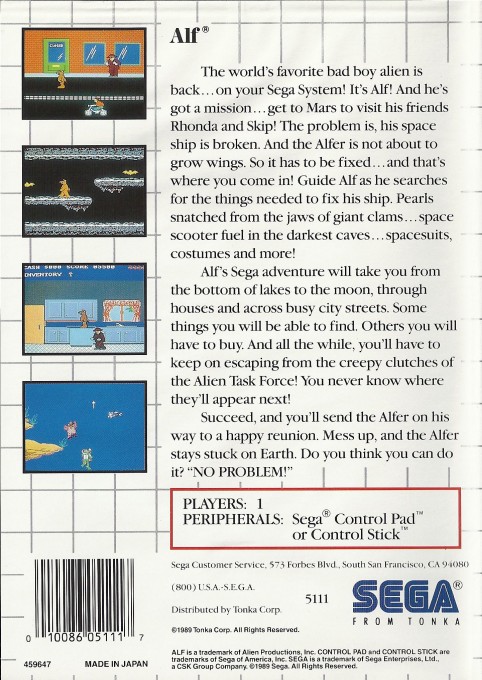 Alf®
The world's favorite bad boy alien is
back...on your Sega System! It's Alf! And he's
got a mission...get to Mars to visit his friends
Rhonda and Skip! The problem is, his space
ship is broken. And the Alfer is not about to
grow wings. So it has to be fixed...and that's
where you come in! Guide Alf as he searches
for the things needed to fix his ship. Pearls
snatched from the jaws of giant clams...space
scooter fuel in the darkest caves...spacesuits,
costumes and more!
Alf's Sega adventure will take you from
the bottom of lakes to the moon, through
houses and across busy city streets. Some
things you will be able to find. Others you will
have to buy. And all the while, you'll have to
keep on escaping from the creepy clutches of
the Alien Task Force! You never know where
they'll appear next!
Succeed, and you'll send the Alfer on his
way to a happy reunion. Mess up, and the Alfer
stays stuck on Earth. Do you think you can do
it? "NO PROBLEM!"
CLOSED
INVENTORY
PLAYERS: 1
PERIPHERALS: Sega® Control Pad™
or Control Stick™
Sega Customer Service, 573 Forbes Blvd., South San Francisco, CA 94080
(800) U.S.A.-S.E.G.A.
5111
Distributed by Tonka Corp.
©1989 Tonka Corp. All Rights Reserved.
SEGA®
FROM TONKA
ALF is a trademark of Alien Productions, Inc. CONTROL PAD and CONTROL STICK are
trademarks of Sega of America, Inc. SEGA is a trademark of Sega Enterprises, Ltd.,
a CSK Group Company. ©1989 Sega. All Rights Reserved.
0 10086 05111 7
459647 MADE IN JAPAN